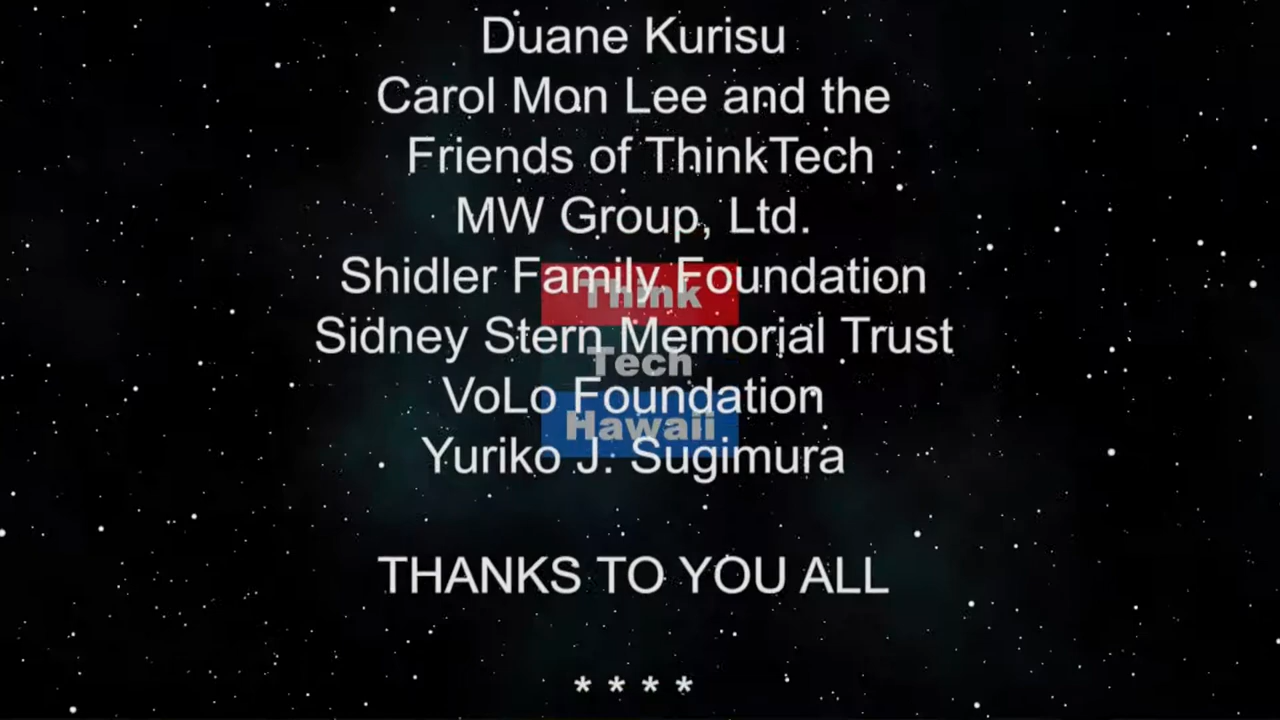 Duane Kurisu
Carol Mon Lee and the
Friends of ThinkTech
MW Group, Ltd.
Shidler Family Foundation
Think
Sidney Stern Memorial Trust
Tech
VoLo Foundation
Hawaii
Yuriko J. Sugimura
THANKS TO YOU ALL
* * * *